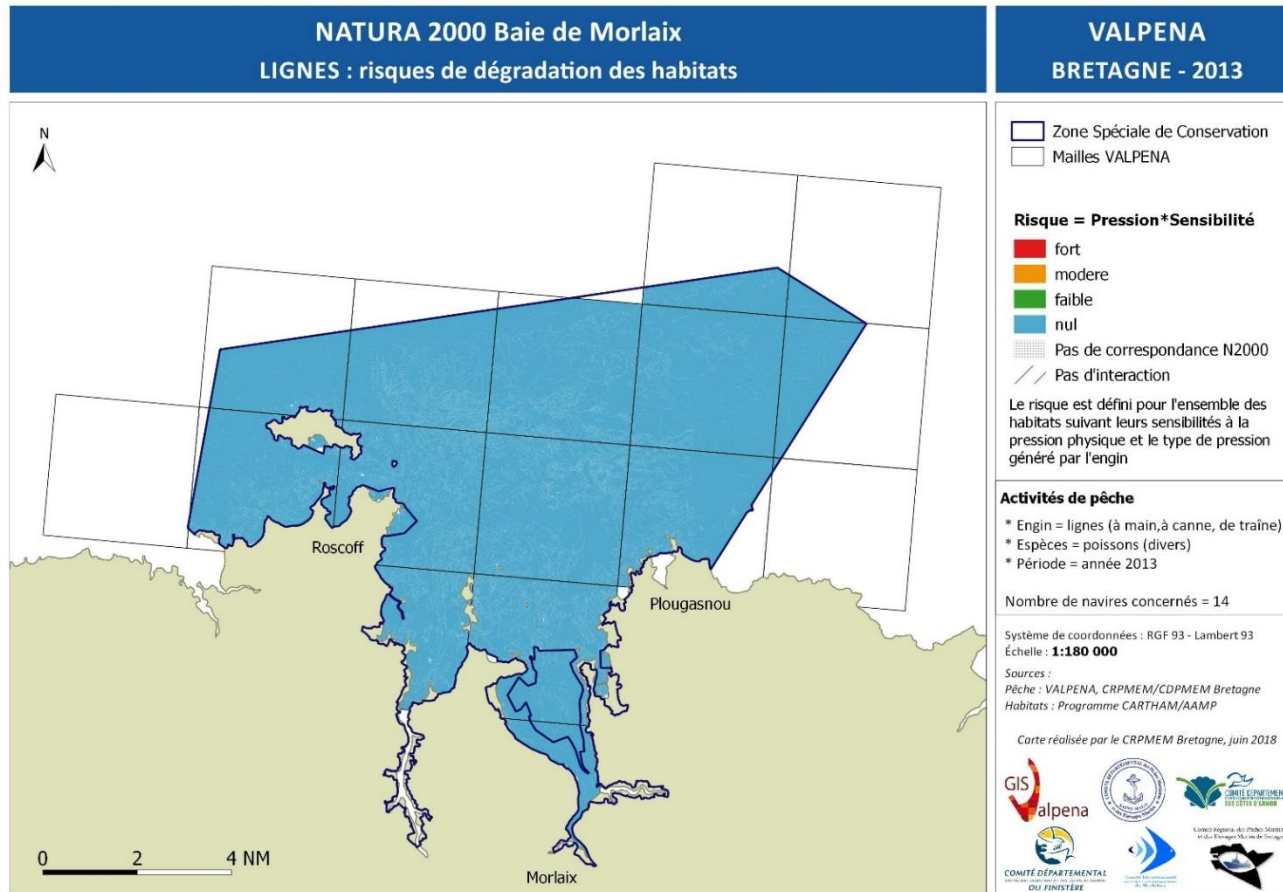 NATURA 2000 Baie de Morlaix
LIGNES : risques de dégradation des habitats
VALPENA
BRETAGNE - 2013
N
Roscoff
Plougasnou
Morlaix
0 2 4 NM
Zone Spéciale de Conservation
Mailles VALPENA
Risque = Pression*Sensibilité
fort
modere
faible
nul
Pas de correspondance N2000
Pas d'interaction
Le risque est défini pour l'ensemble des
habitats suivant leurs sensibilités à la
pression physique et le type de pression
généré par l'engin
Activités de pêche
* Engin = lignes (à main,à canne, de traîne)
* Espèces = poissons (divers)
* Période = année 2013
Nombre de navires concernés = 14
Système de coordonnées : RGF 93 - Lambert 93
Échelle : 1:180 000
Sources :
Pêche : VALPENA, CRPMEM/CDPMEM Bretagne
Habitats : Programme CARTHAM/AAMP
Carte réalisée par le CRPMEM Bretagne, juin 2018
GIS
Valpena
COMITÉ DÉPARTEMENTAL
DES CÔTES D'ARMOR
COMITÉ DÉPARTEMENTAL
DU FINISTÈRE